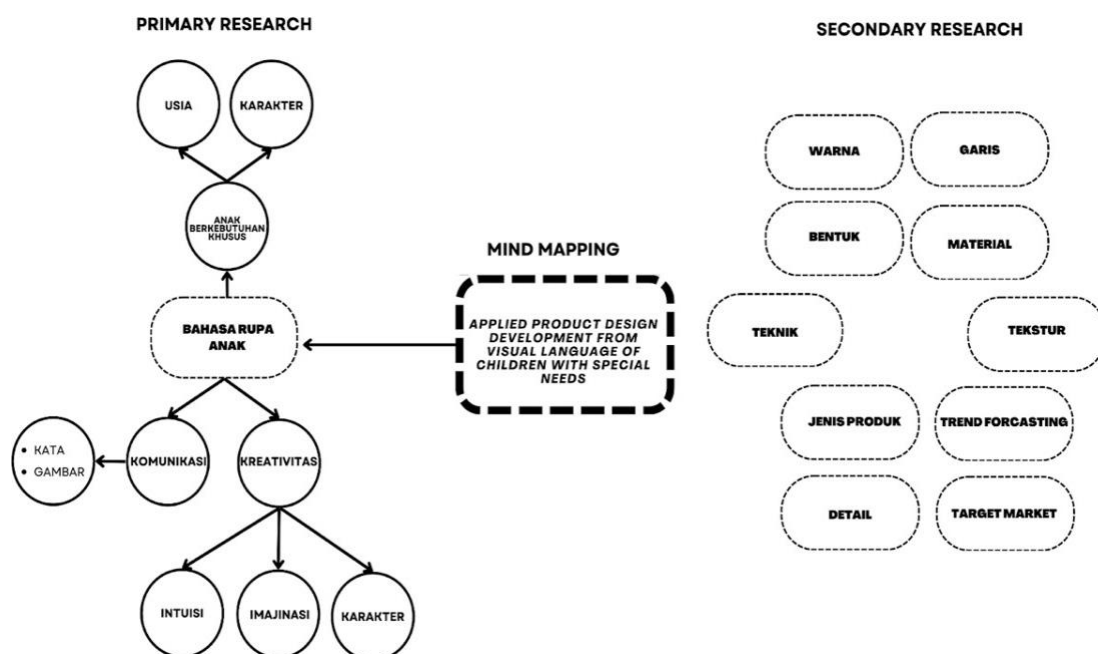 PRIMARY RESEARCH
USIA
KARAKTER
ANAK
BERKEBUTUHAN
KHUSUS
BAHASA RUPA
ANAK
KOMUNIKASI
• KATA
• GAMBAR
KREATIVITAS
INTUISI
IMAJINASI
KARAKTER
MIND MAPPING
APPLIED PRODUCT DESIGN
DEVELOPMENT FROM
VISUAL LANGUAGE OF
CHILDREN WITH SPECIAL
NEEDS
SECONDARY RESEARCH
WARNA
GARIS
BENTUK
MATERIAL
TEKNIK
TEKSTUR
JENIS PRODUK
TREND FORCASTING
DETAIL
TARGET MARKET